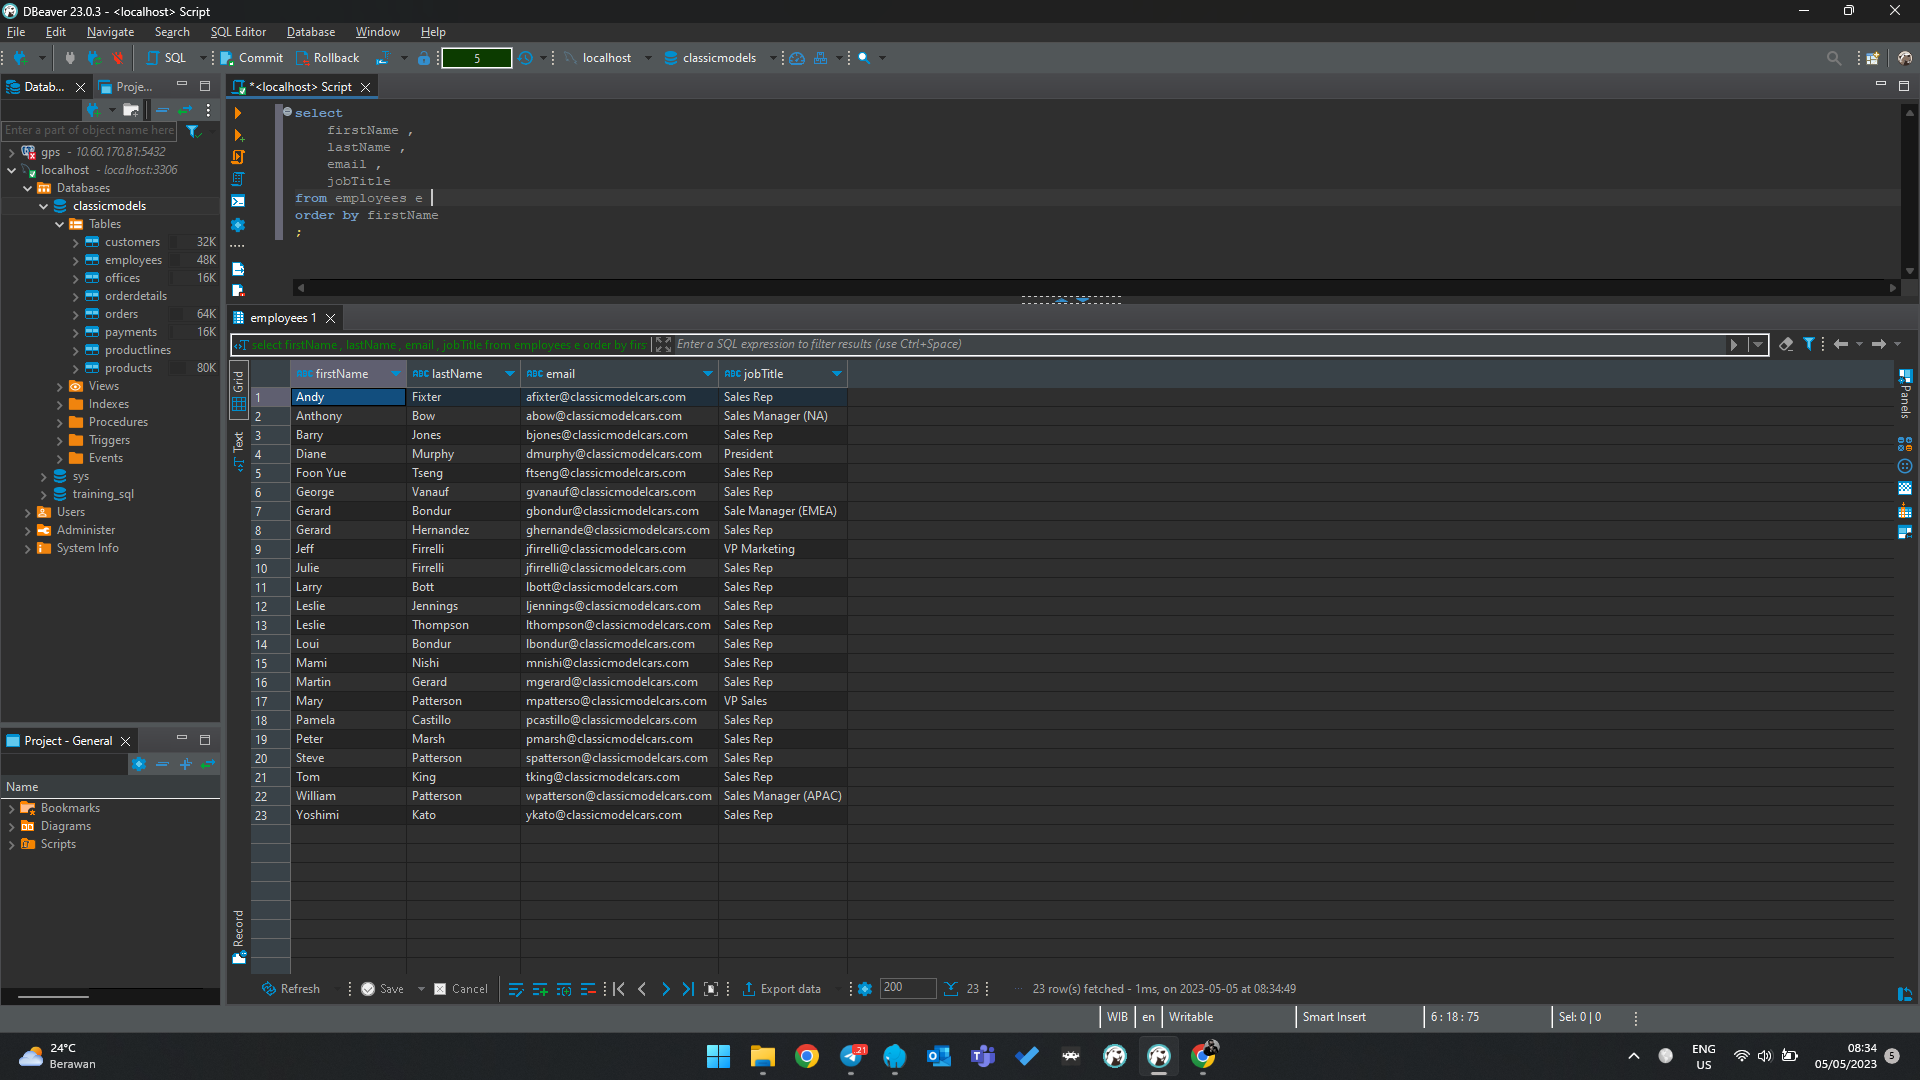 DBeaver 23.0.3 - <localhost> Script
File Edit Navigate Search SQL Editor Database Window Help
SQL Commit Rollback 5 localhost classicmodels
Datab... Proje...
Enter a part of object name here
gps - 10.60.170.81:5432
localhost - localhost:3306
Databases
classicmodels
Tables
customers 32K
employees 48K
offices 16K
orderdetails
orders 64K
payments 16K
productlines
products 80K
Views
Indexes
Procedures
Triggers
Events
sys
training_sql
Users
Administer
System Info
Project - General
Name
Bookmarks
Diagrams
Scripts
*<localhost> Script
select
firstName ,
lastName ,
email ,
jobTitle
from employees e
order by firstName
;
employees 1
select firstName , lastName , email , jobTitle from employees e order by firs Enter a SQL expression to filter results (use Ctrl+Space)
Grid
Text
Record
Panels
ABC firstName ABC lastName ABC email ABC jobTitle
1 Andy Fixter afixter@classicmodelcars.com Sales Rep
2 Anthony Bow abow@classicmodelcars.com Sales Manager (NA)
3 Barry Jones bjones@classicmodelcars.com Sales Rep
4 Diane Murphy dmurphy@classicmodelcars.com President
5 Foon Yue Tseng ftseng@classicmodelcars.com Sales Rep
6 George Vanauf gvanauf@classicmodelcars.com Sales Rep
7 Gerard Bondur gbondur@classicmodelcars.com Sale Manager (EMEA)
8 Gerard Hernandez ghernande@classicmodelcars.com Sales Rep
9 Jeff Firrelli jfirrelli@classicmodelcars.com VP Marketing
10 Julie Firrelli jfirrelli@classicmodelcars.com Sales Rep
11 Larry Bott lbott@classicmodelcars.com Sales Rep
12 Leslie Jennings ljennings@classicmodelcars.com Sales Rep
13 Leslie Thompson lthompson@classicmodelcars.com Sales Rep
14 Loui Bondur lbondur@classicmodelcars.com Sales Rep
15 Mami Nishi mnishi@classicmodelcars.com Sales Rep
16 Martin Gerard mgerard@classicmodelcars.com Sales Rep
17 Mary Patterson mpatterso@classicmodelcars.com VP Sales
18 Pamela Castillo pcastillo@classicmodelcars.com Sales Rep
19 Peter Marsh pmarsh@classicmodelcars.com Sales Rep
20 Steve Patterson spatterson@classicmodelcars.com Sales Rep
21 Tom King tking@classicmodelcars.com Sales Rep
22 William Patterson wpatterson@classicmodelcars.com Sales Manager (APAC)
23 Yoshimi Kato ykato@classicmodelcars.com Sales Rep
Refresh Save Cancel Export data 200 23 23 row(s) fetched - 1ms, on 2023-05-05 at 08:34:49
WIB en Writable Smart Insert 6 : 18 : 75 Sel: 0 | 0
24°C
Berawan
21
ENG
US
08:34
05/05/2023
5